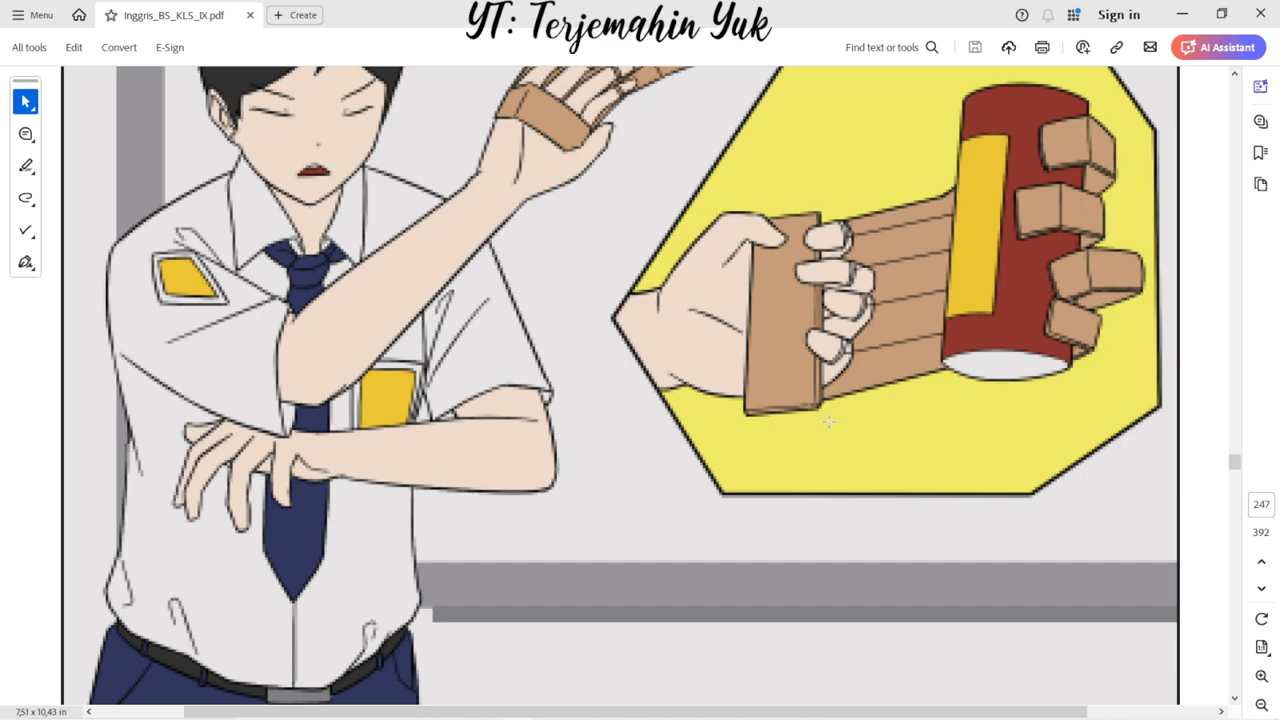 Menu
Inggris_BS_KLS_IX.pdf
Create
YT: Terjemahin Yuk
Sign in
All tools
Edit
Convert
E-Sign
Find text or tools
AI Assistant
247
392
7,51 x 10,43 in